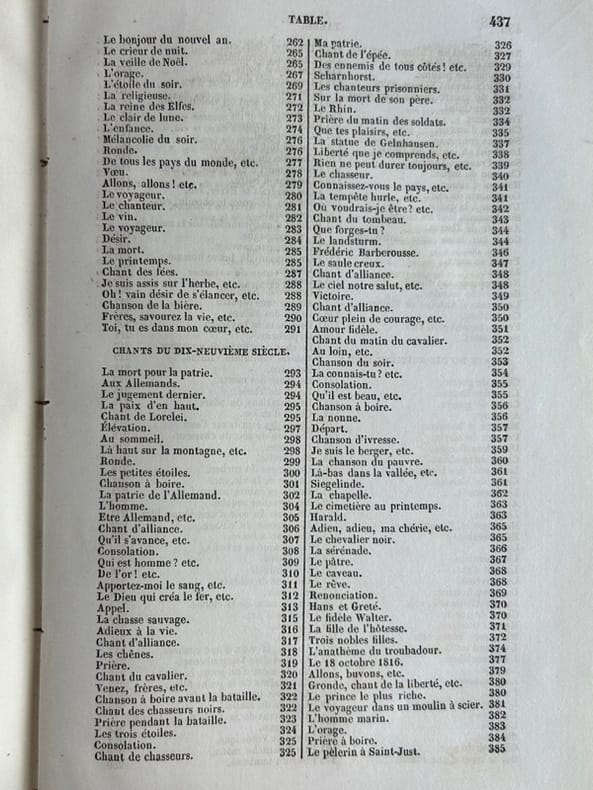 TABLE.
437
Le bonjour du nouvel an. 262
Le crieur de nuit. 265
La veille de Noël. 265
L'orage. 267
L'étoile du soir. 269
La religieuse. 271
La reine des Elfes. 272
Le clair de lune. 273
L'enfance. 274
Mélancolie du soir. 276
Ronde. 276
De tous les pays du monde, etc. 277
Vœu. 278
Allons, allons! etc. 279
Le voyageur. 280
Le chanteur. 281
Le vin. 282
Le voyageur. 283
Désir. 284
La mort. 285
Le printemps. 285
Chant des fées. 287
Je suis assis sur l'herbe, etc. 288
Oh! vain désir de s'élancer, etc. 288
Chanson de la bière. 289
Frères, savourez la vie, etc. 290
Toi, tu es dans mon cœur, etc. 291
CHANTS DU DIX-NEUVIÈME SIÈCLE.
La mort pour la patrie. 293
Aux Allemands. 294
Le jugement dernier. 294
La paix d'en haut. 295
Chant de Lorelei. 295
Élévation. 297
Au sommeil. 298
Là haut sur la montagne, etc. 298
Ronde. 299
Les petites étoiles. 300
Chanson à boire. 301
La patrie de l'Allemand. 302
L'homme. 304
Etre Allemand, etc. 305
Chant d'alliance. 306
Qu'il s'avance, etc. 307
Consolation. 308
Qui est homme? etc. 309
De l'or! etc. 310
Apportez-moi le sang, etc. 311
Le Dieu qui créa le fer, etc. 312
Appel. 313
La chasse sauvage. 315
Adieux à la vie. 316
Chant d'alliance. 317
Les chênes. 318
Prière. 319
Chant du cavalier. 320
Venez, frères, etc. 321
Chanson à boire avant la bataille. 322
Chant des chasseurs noirs. 322
Prière pendant la bataille. 323
Les trois étoiles. 324
Consolation. 325
Chant de chasseurs. 325
Ma patrie. 326
Chant de l'épée. 327
Des ennemis de tous côtés! etc. 329
Scharnhorst. 330
Les chanteurs prisonniers. 331
Sur la mort de son père. 332
Le Rhin. 332
Prière du matin des soldats. 334
Que tes plaisirs, etc. 335
La statue de Gelnhausen. 337
Liberté que je comprends, etc. 338
Rien ne peut durer toujours, etc. 339
Le chasseur. 340
Connaissez-vous le pays, etc. 341
La tempête hurle, etc. 341
Où voudrais-je être? etc. 342
Chant du tombeau. 343
Que forges-tu? 344
Le landsturm. 344
Frédéric Barberousse. 346
Le saule creux. 347
Chant d'alliance. 348
Le ciel notre salut, etc. 348
Victoire. 349
Chant d'alliance. 350
Cœur plein de courage, etc. 350
Amour fidèle. 351
Chant du matin du cavalier. 352
Au loin, etc. 352
Chanson du soir. 353
La connais-tu? etc. 354
Consolation. 355
Qu'il est beau, etc. 355
Chanson à boire. 356
La nonne. 356
Départ. 357
Chanson d'ivresse. 357
Je suis le berger, etc. 359
La chanson du pauvre. 360
Là-bas dans la vallée, etc. 361
Siegelinde. 361
La chapelle. 362
Le cimetière au printemps. 363
Harald. 363
Adieu, adieu, ma chérie, etc. 365
Le chevalier noir. 365
La sérénade. 366
Le pâtre. 367
Le caveau. 368
Le rêve. 368
Renonciation. 369
Hans et Greté. 370
Le fidèle Walter. 370
La fille de l'hôtesse. 371
Trois nobles filles. 372
L'anathème du troubadour. 374
Le 18 octobre 1816. 377
Allons, buvons, etc. 379
Gronde, chant de la liberté, etc. 380
Le prince le plus riche. 380
Le voyageur dans un moulin à scier. 381
L'homme marin. 382
L'orage. 383
Prière à boire. 384
Le pèlerin à Saint-Just. 385